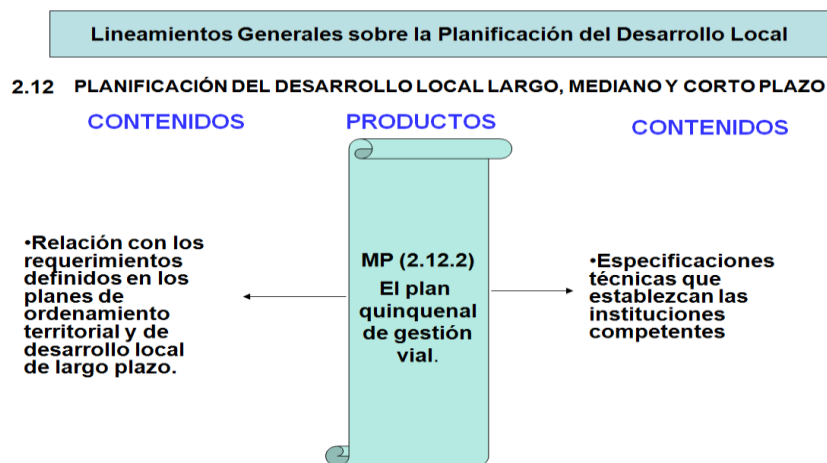 Lineamientos Generales sobre la Planificación del Desarrollo Local
2.12 PLANIFICACIÓN DEL DESARROLLO LOCAL LARGO, MEDIANO Y CORTO PLAZO
CONTENIDOS
PRODUCTOS
CONTENIDOS
•Relación con los
requerimientos
definidos en los
planes de
ordenamiento
territorial y de
desarrollo local
de largo plazo.
MP (2.12.2)
El plan
quinquenal
de gestión
vial.
•Especificaciones
técnicas que
establezcan las
instituciones
competentes